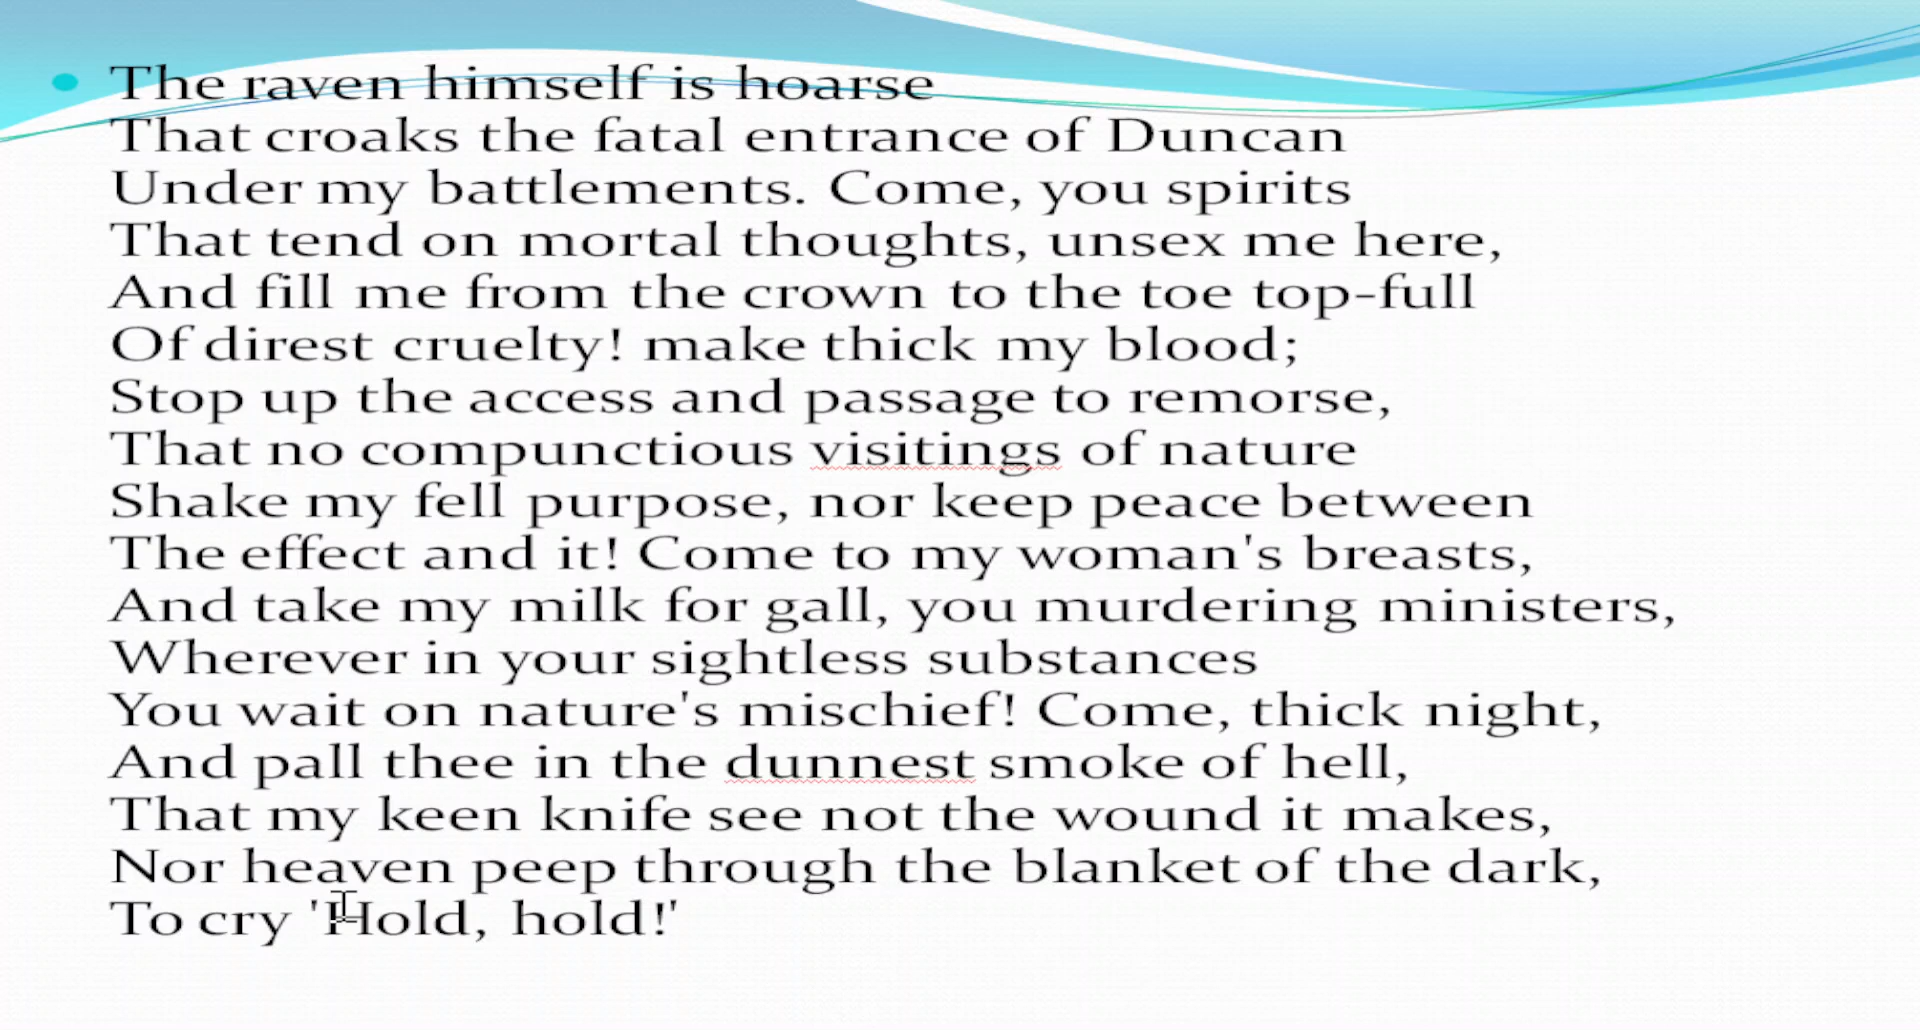 The raven himself is hoarse
That croaks the fatal entrance of Duncan
Under my battlements. Come, you spirits
That tend on mortal thoughts, unsex me here,
And fill me from the crown to the toe top-full
Of direst cruelty! make thick my blood;
Stop up the access and passage to remorse,
That no compunctious visitings of nature
Shake my fell purpose, nor keep peace between
The effect and it! Come to my woman's breasts,
And take my milk for gall, you murdering ministers,
Wherever in your sightless substances
You wait on nature's mischief! Come, thick night,
And pall thee in the dunnest smoke of hell,
That my keen knife see not the wound it makes,
Nor heaven peep through the blanket of the dark,
To cry 'Hold, hold!'